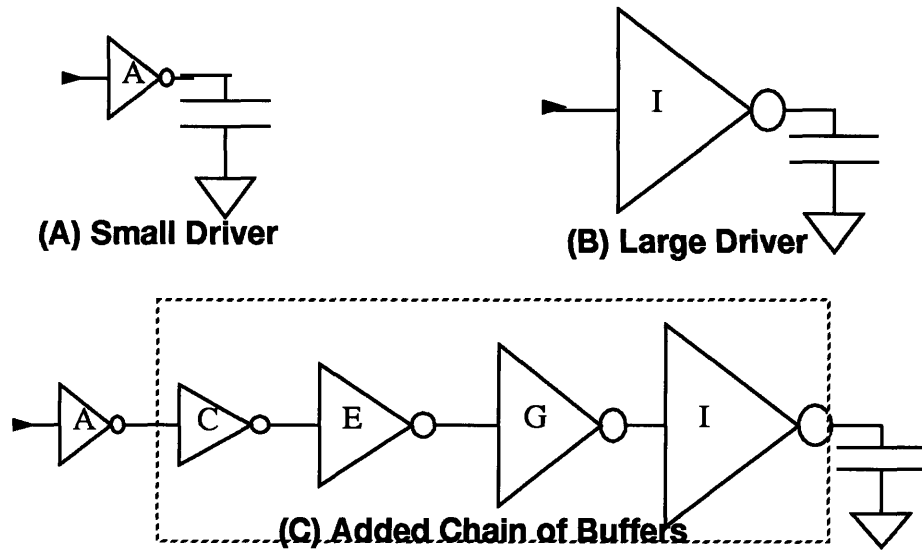 A
I
(A) Small Driver
(B) Large Driver
A C E G I
(C) Added Chain of Buffers